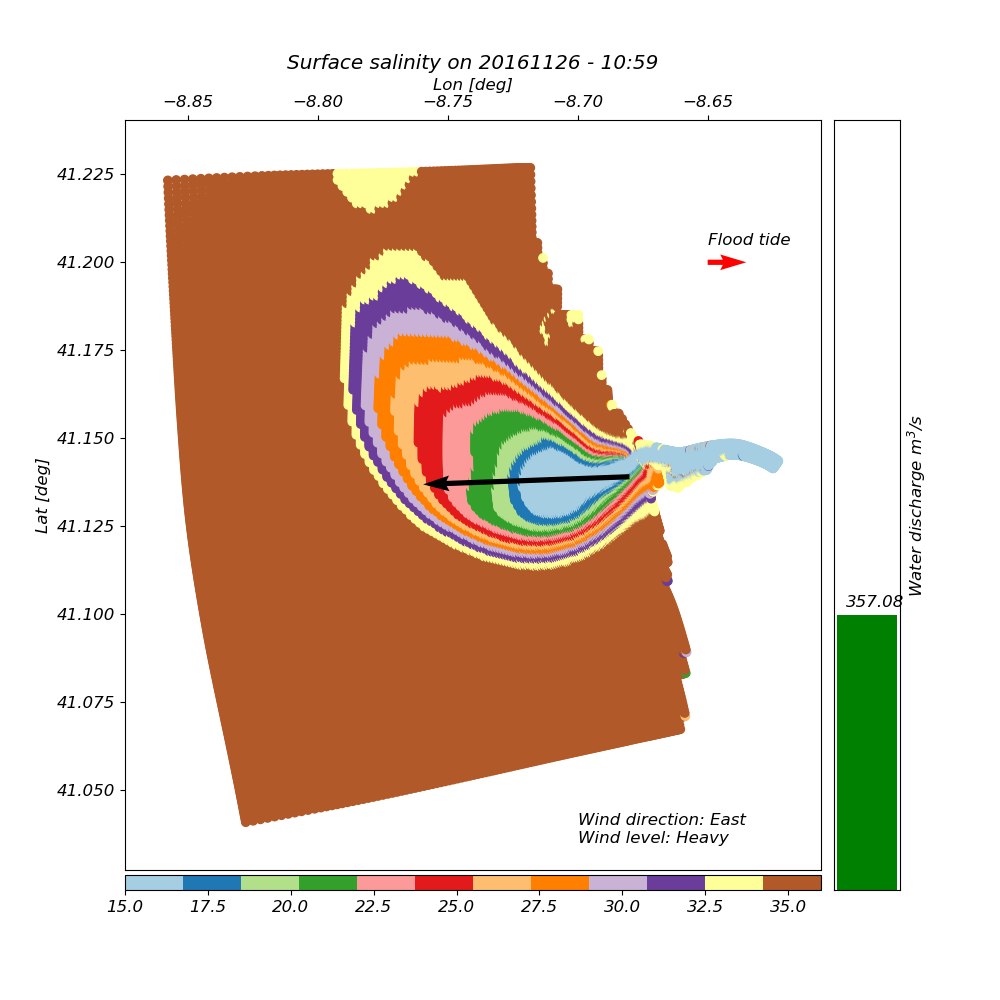 Surface salinity on 20161126 - 10:59
Lon [deg]
−8.85 −8.80 −8.75 −8.70 −8.65
41.225
41.200
41.175
41.150
41.125
41.100
41.075
41.050
Lat [deg]
Flood tide
Wind direction: East
Wind level: Heavy
357.08
Water discharge m³/s
15.0 17.5 20.0 22.5 25.0 27.5 30.0 32.5 35.0